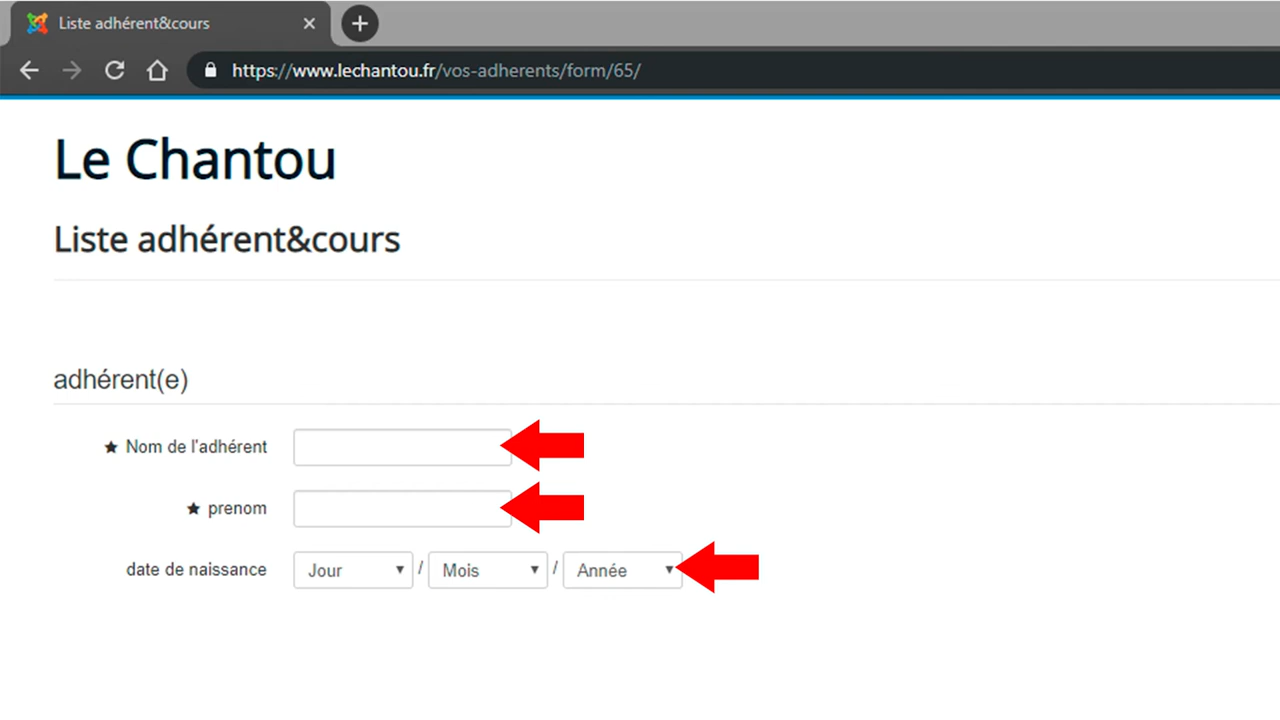 Liste adhérent&cours
https://www.lechantou.fr/vos-adherents/form/65/
Le Chantou
Liste adhérent&cours
adhérent(e)
★ Nom de l'adhérent
★ prenom
date de naissance Jour / Mois / Année